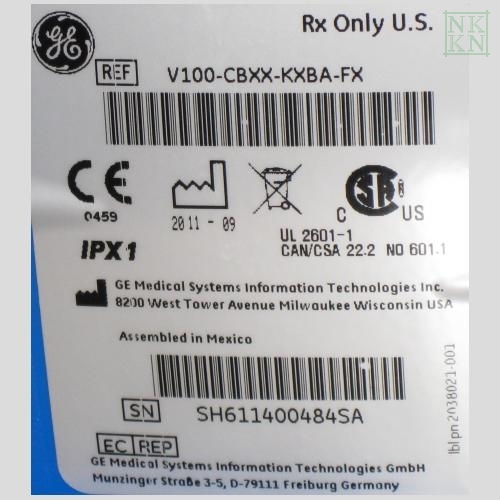 GE
Rx Only U.S.
NK
KN
REF V100-CBXX-KXBA-FX
CE
0459
2011-09
C SA US
IPX1
UL 2601-1
CAN/CSA 22.2 NO 601.1
GE Medical Systems Information Technologies Inc.
8200 West Tower Avenue Milwaukee Wisconsin USA
Assembled in Mexico
SN SH611400484SA
EC REP
GE Medical Systems Information Technologies GmbH
Munzinger Straße 3-5, D-79111 Freiburg Germany
lbl pn 2038021-001